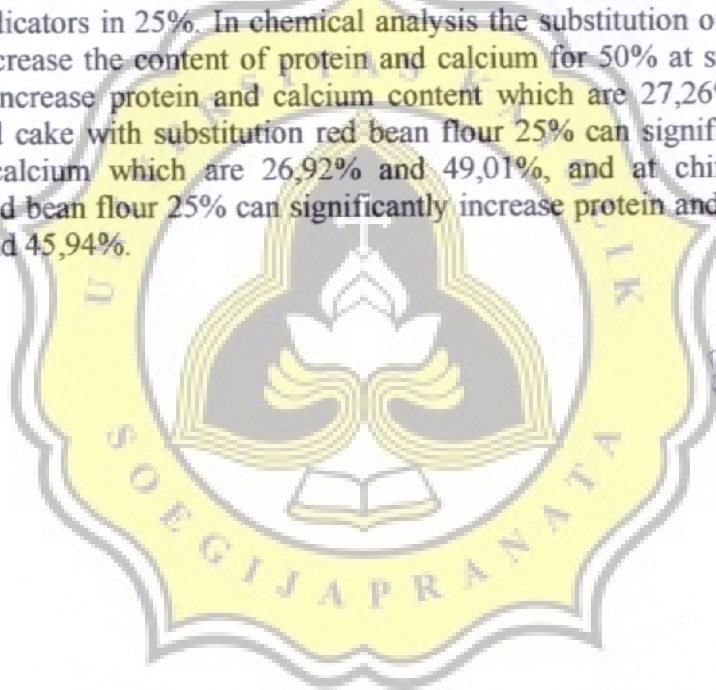 In chemical analysis the substitution o
crease the content of protein and calcium for 50% at s
ncrease protein and calcium content which are 27,26
cake with substitution red bean flour 25% can signif
alcium which are 26,92% and 49,01%, and at chi
d bean flour 25% can significantly increase protein and
d 45,94%.
licators in 25%.
UNIVERSITAS KATOLIK
SOEGIJAPRANATA